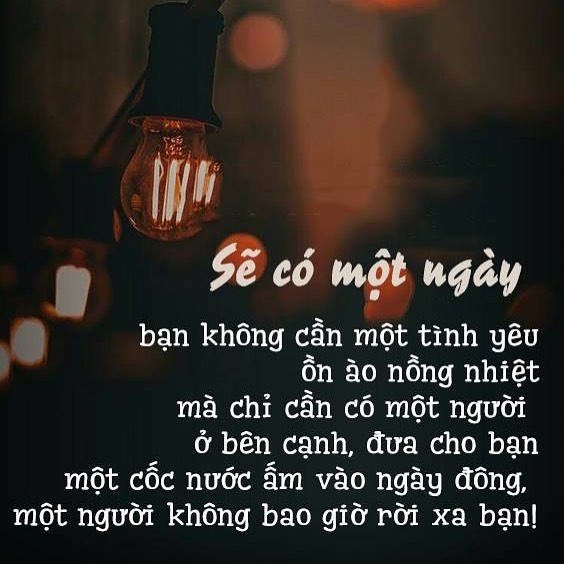 Sẽ có một ngày
bạn không cần một tình yêu
ồn ào nồng nhiệt
mà chỉ cần có một người
ở bên cạnh, đưa cho bạn
một cốc nước ấm vào ngày đông,
một người không bao giờ rời xa bạn!